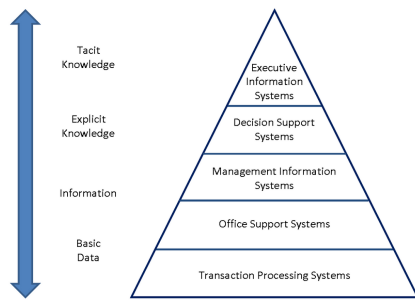 Tacit
Knowledge
Explicit
Knowledge
Information
Basic
Data
Executive
Information
Systems
Decision Support
Systems
Management Information
Systems
Office Support Systems
Transaction Processing Systems